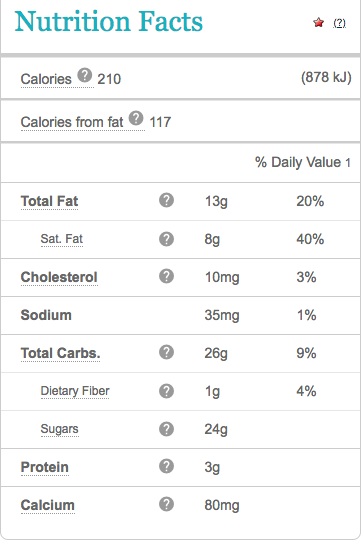 Nutrition Facts (?)
Calories ? 210 (878 kJ)
Calories from fat ? 117
% Daily Value 1
Total Fat ? 13g 20%
Sat. Fat ? 8g 40%
Cholesterol ? 10mg 3%
Sodium 35mg 1%
Total Carbs. ? 26g 9%
Dietary Fiber ? 1g 4%
Sugars ? 24g
Protein ? 3g
Calcium ? 80mg